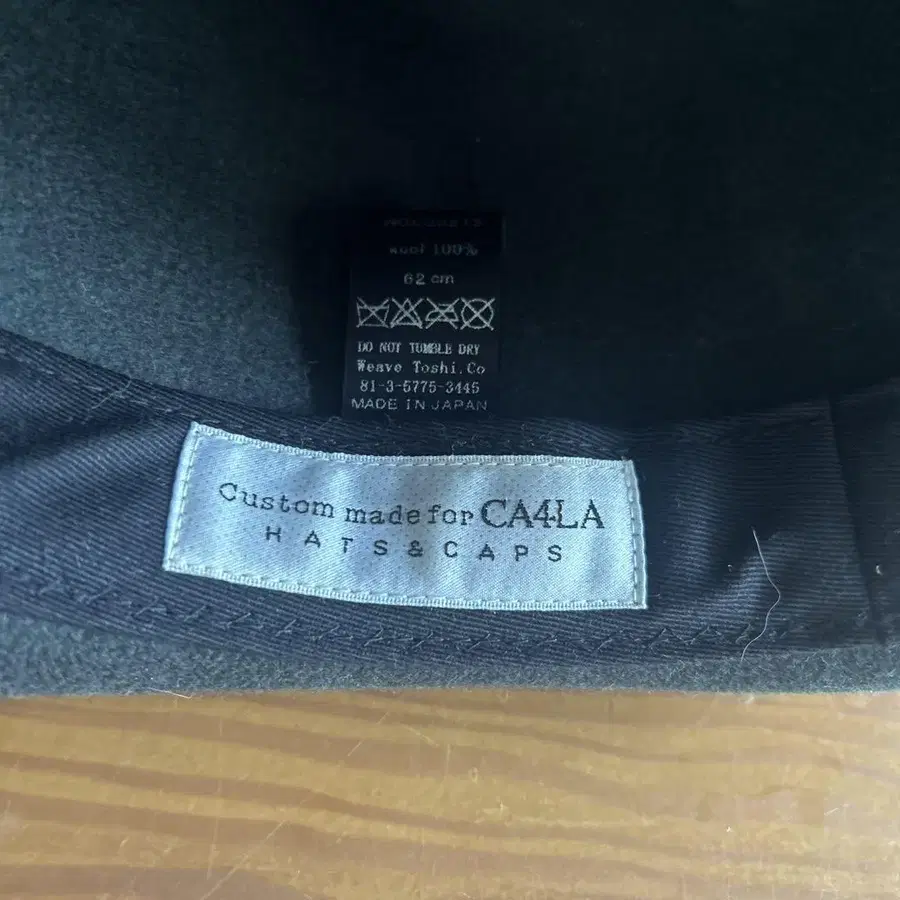 wool 100%
62 cm
DO NOT TUMBLE DRY
Weave Toshi.Co
81-3-5775-3445
MADE IN JAPAN
Custom made for CA4LA
HATS & CAPS